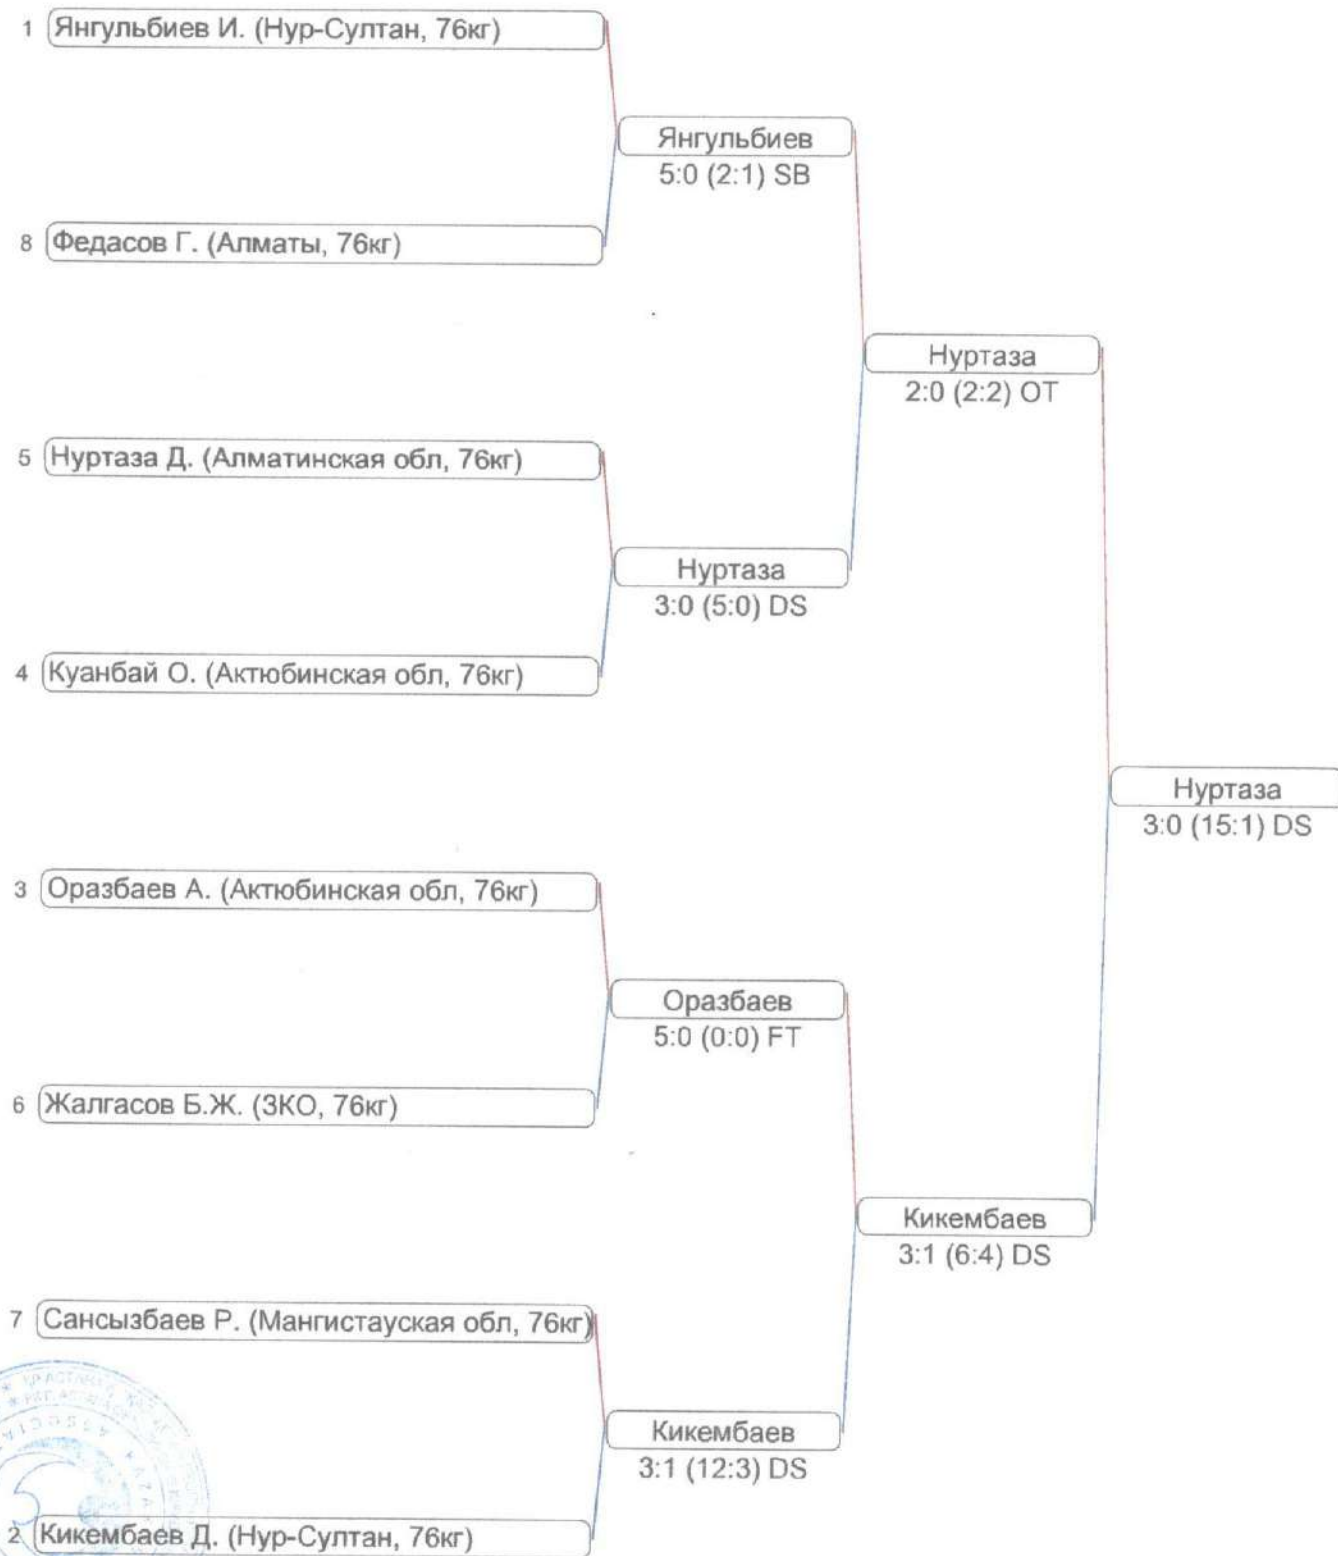 1 Янгульбиев И. (Нур-Султан, 76кг)
Янгульбиев
5:0 (2:1) SB
8 Федасов Г. (Алматы, 76кг)
Нуртаза
2:0 (2:2) OT
5 Нуртаза Д. (Алматинская обл, 76кг)
Нуртаза
3:0 (5:0) DS
4 Куанбай О. (Актюбинская обл, 76кг)
Нуртаза
3:0 (15:1) DS
3 Оразбаев А. (Актюбинская обл, 76кг)
Оразбаев
5:0 (0:0) FT
6 Жалгасов Б.Ж. (ЗКО, 76кг)
Кикембаев
3:1 (6:4) DS
7 Сансызбаев Р. (Мангистауская обл, 76кг)
Кикембаев
3:1 (12:3) DS
2 Кикембаев Д. (Нур-Султан, 76кг)